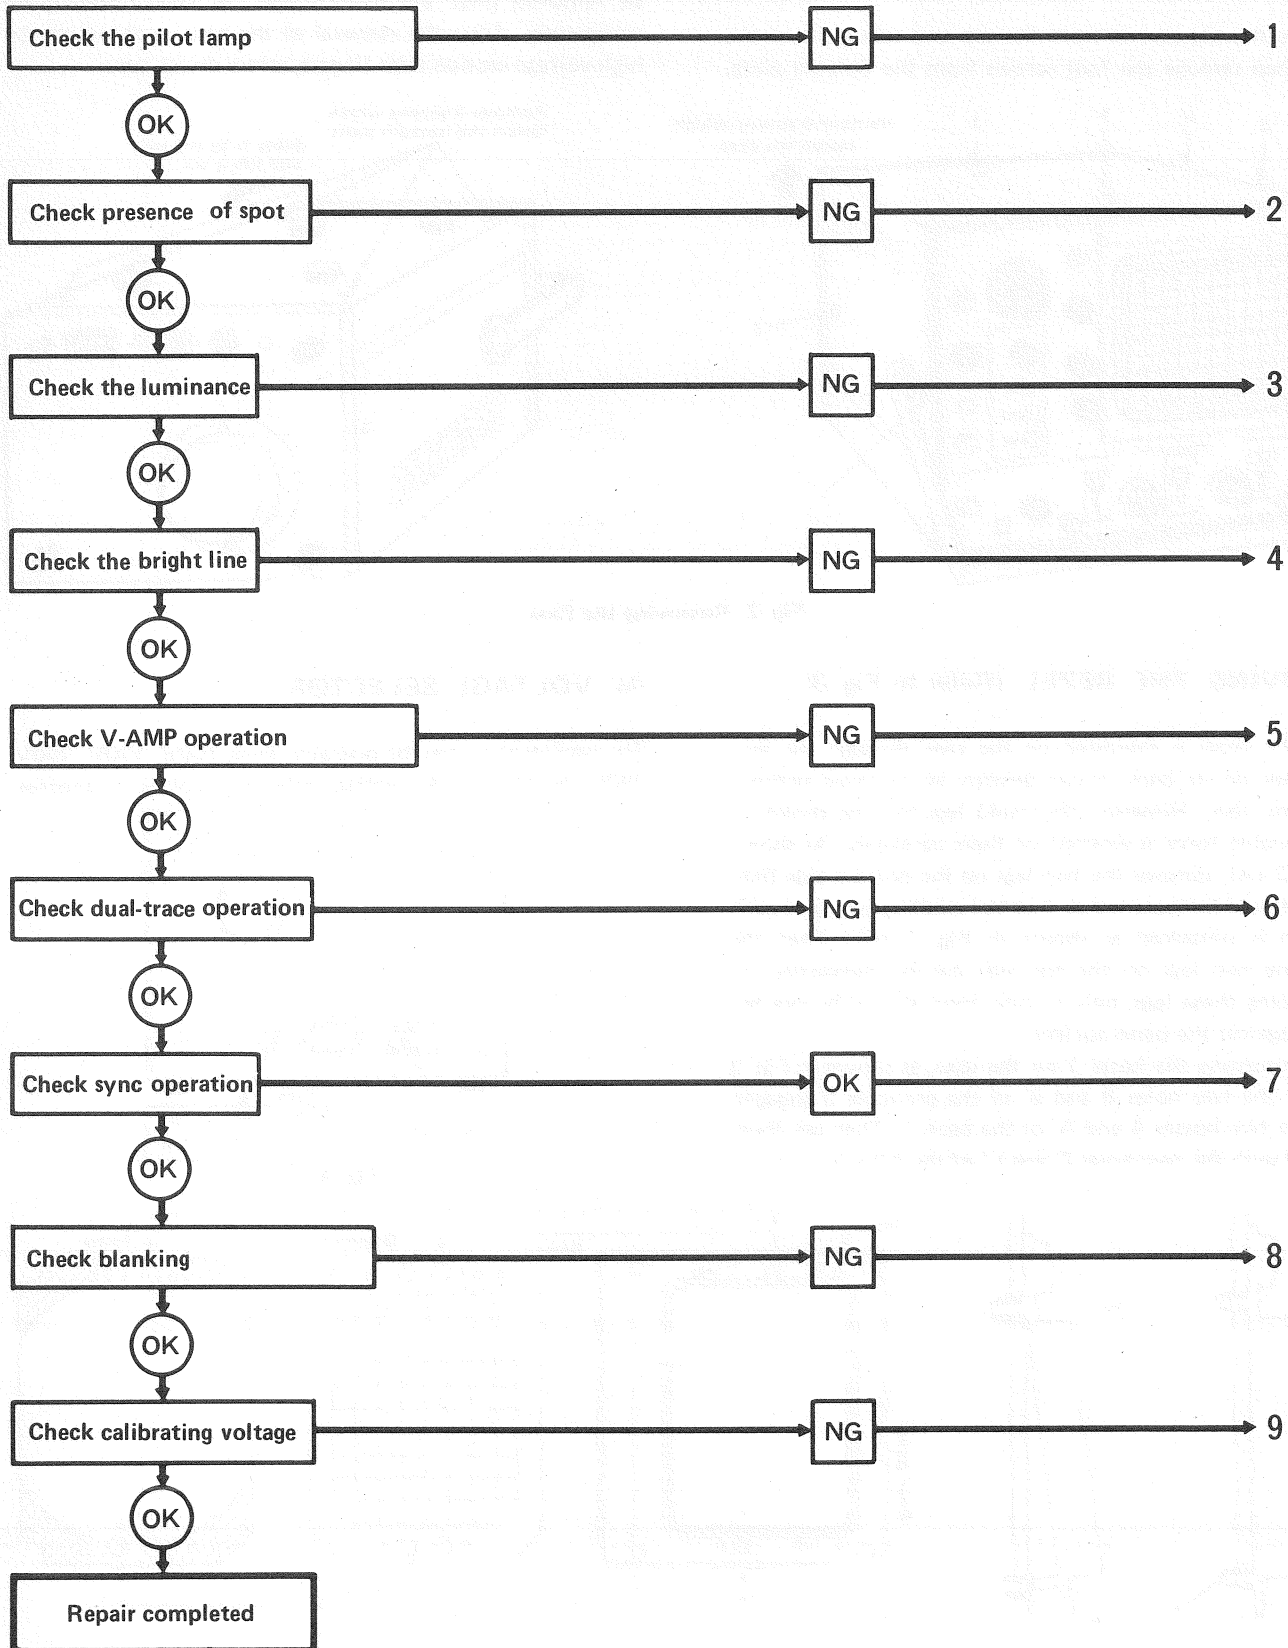 Check the pilot lamp NG 1
OK
Check presence of spot NG 2
OK
Check the luminance NG 3
OK
Check the bright line NG 4
OK
Check V-AMP operation NG 5
OK
Check dual-trace operation NG 6
OK
Check sync operation OK 7
OK
Check blanking NG 8
OK
Check calibrating voltage NG 9
OK
Repair completed